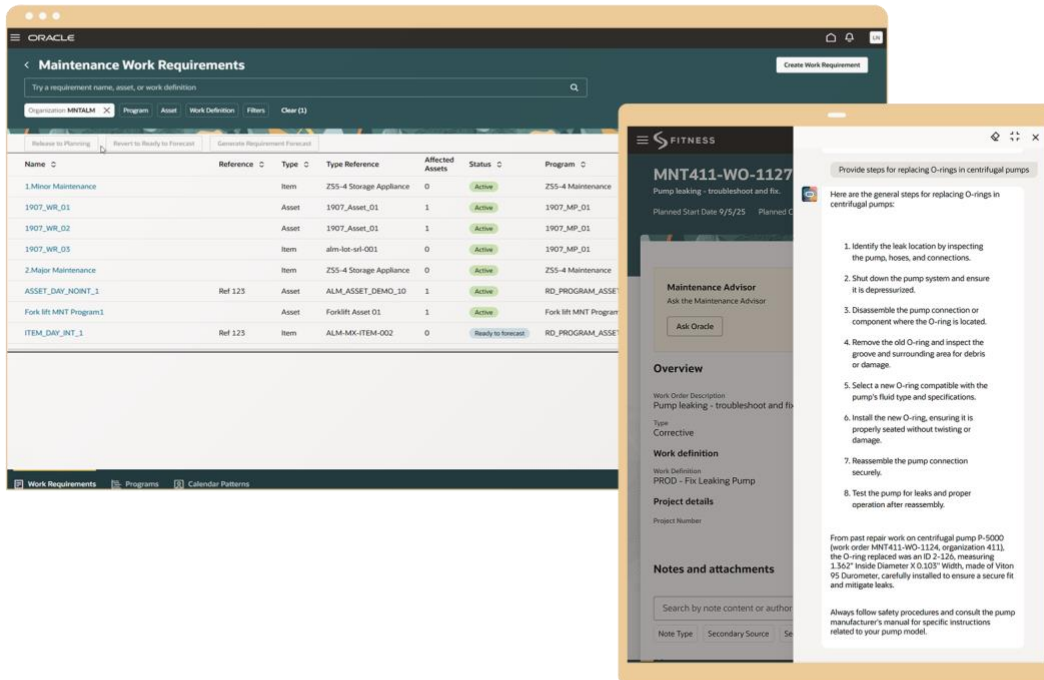 ORACLE
LN
Maintenance Work Requirements
Create Work Requirement
Try a requirement name, asset, or work definition
Organization MNTALM Program Asset Work Definition Filters Clear (1)
Release to Planning Revert to Ready to Forecast Generate Requirement Forecast
Name Reference Type Type Reference Affected Assets Status Program
1.Minor Maintenance Item Z55-4 Storage Appliance 0 Active Z55-4 Maintenance
1907_WR_01 Asset 1907_Asset_01 1 Active 1907_MP_01
1907_WR_02 Asset 1907_Asset_01 1 Active 1907_MP_01
1907_WR_03 Item alm-lot-srl-001 0 Active 1907_MP_01
2.Major Maintenance Item Z55-4 Storage Appliance 0 Active Z55-4 Maintenance
ASSET_DAY_NOINT_1 Ref 123 Asset ALM_ASSET_DEMO_10 1 Active RD_PROGRAM_ASSET
Fork lift MNT Program1 Asset Forklift Asset 01 1 Active Fork lift MNT Program
ITEM_DAY_INT_1 Ref 123 Item ALM-MX-ITEM-002 0 Ready to forecast RD_PROGRAM_ASSET
Work Requirements Programs Calendar Patterns
FITNESS
MNT411-WO-1127
Pump leaking - troubleshoot and fix.
Planned Start Date 9/5/25 Planned
Maintenance Advisor
Ask the Maintenance Advisor
Ask Oracle
Overview
Work Order Description
Pump leaking - troubleshoot and fix
Type
Corrective
Work definition
Work Definition
PROD - Fix Leaking Pump
Project details
Project Number
Notes and attachments
Search by note content or author
Note Type Secondary Source
Provide steps for replacing O-rings in centrifugal pumps
Here are the general steps for replacing O-rings in
centrifugal pumps:
1. Identify the leak location by inspecting
the pump, hoses, and connections.
2. Shut down the pump system and ensure
it is depressurized.
3. Disassemble the pump connection or
component where the O-ring is located.
4. Remove the old O-ring and inspect the
groove and surrounding area for debris
or damage.
5. Select a new O-ring compatible with the
pump's fluid type and specifications.
6. Install the new O-ring, ensuring it is
properly seated without twisting or
damage.
7. Reassemble the pump connection
securely.
8. Test the pump for leaks and proper
operation after reassembly.
From past repair work on centrifugal pump P-5000
(work order MNT411-WO-1124, organization 411),
the O-ring replaced was an ID 2-126, measuring
1.362" Inside Diameter X 0.103" Width, made of Viton
95 Durometer, carefully installed to ensure a secure fit
and mitigate leaks.
Always follow safety procedures and consult the pump
manufacturer's manual for specific instructions
related to your pump model.